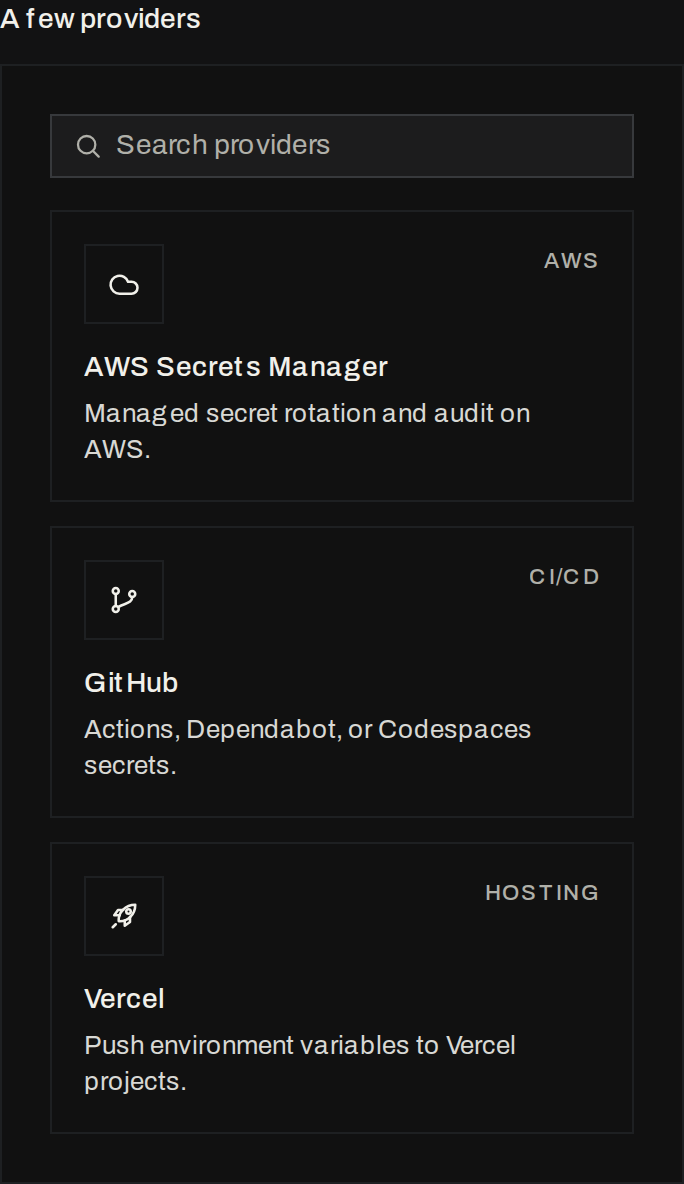 A few providers
Search providers
AWS
AWS Secrets Manager
Managed secret rotation and audit on
AWS.
CI/CD
GitHub
Actions, Dependabot, or Codespaces
secrets.
HOSTING
Vercel
Push environment variables to Vercel
projects.